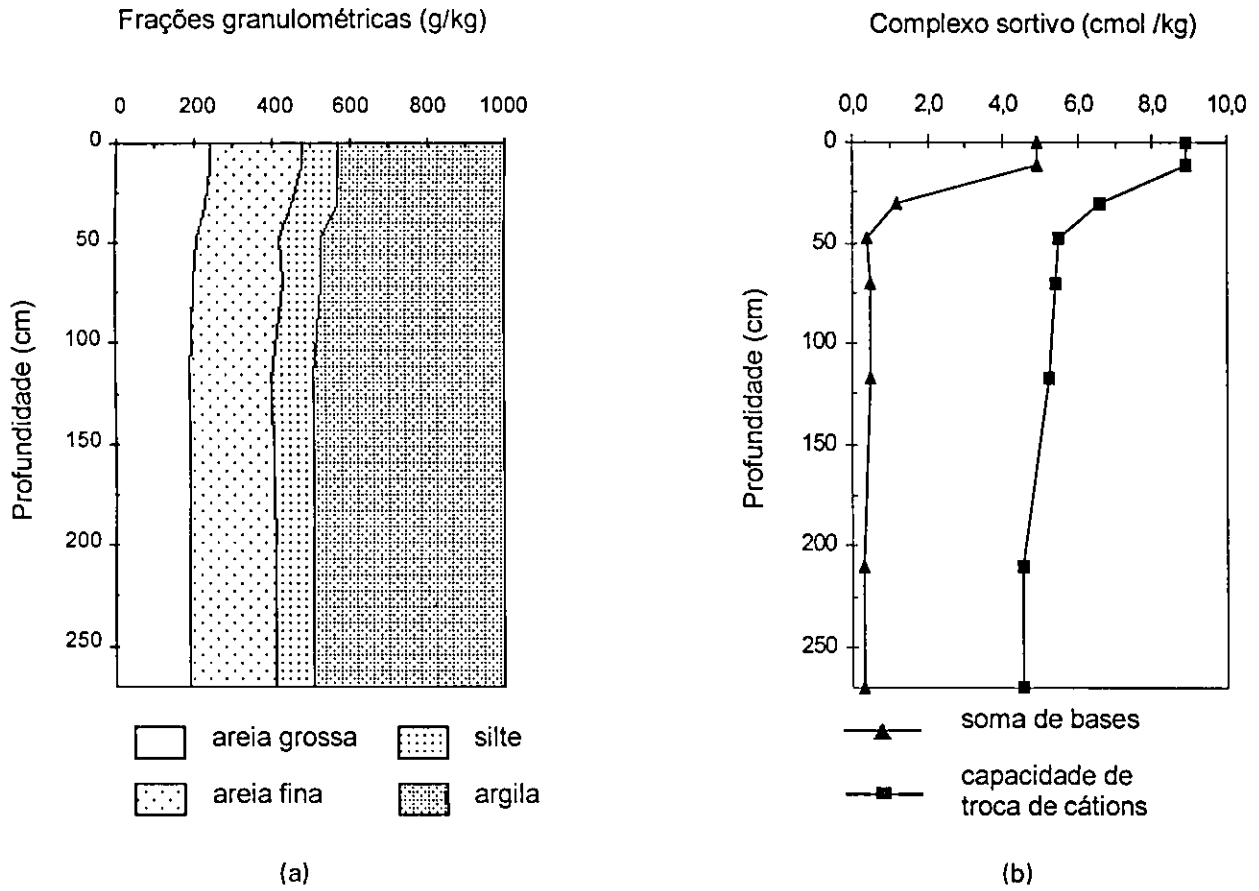 Frações granulométricas (g/kg)
0 200 400 600 800 1000
0
50
100
150
200
250
Profundidade (cm)
areia grossa
silte
areia fina
argila
(a)
Complexo sortivo (cmol /kg)
0,0 2,0 4,0 6,0 8,0 10,0
0
50
100
150
200
250
Profundidade (cm)
soma de bases
capacidade de
troca de cátions
(b)